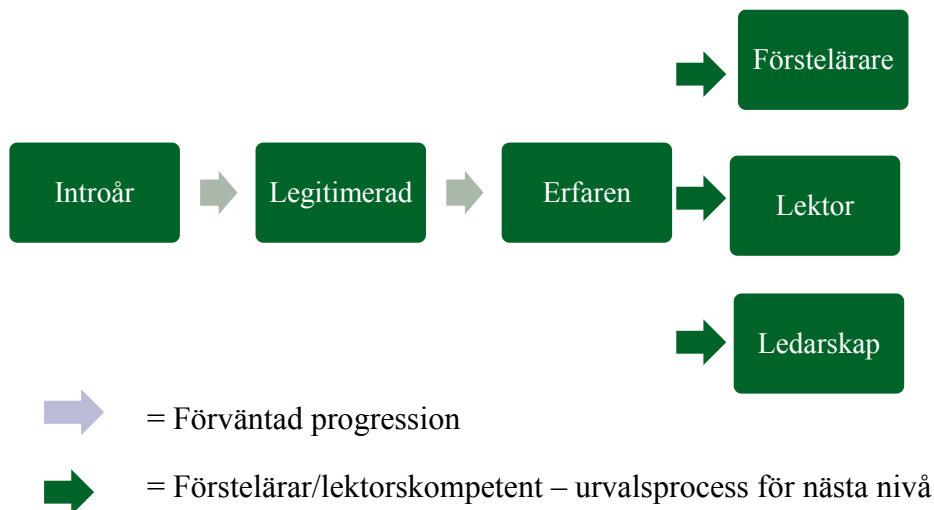 Förstelärare
Introår
Legitimerad
Erfaren
Lektor
Ledarskap
= Förväntad progression
= Förstelärar/lektorskompetent – urvalsprocess för nästa nivå